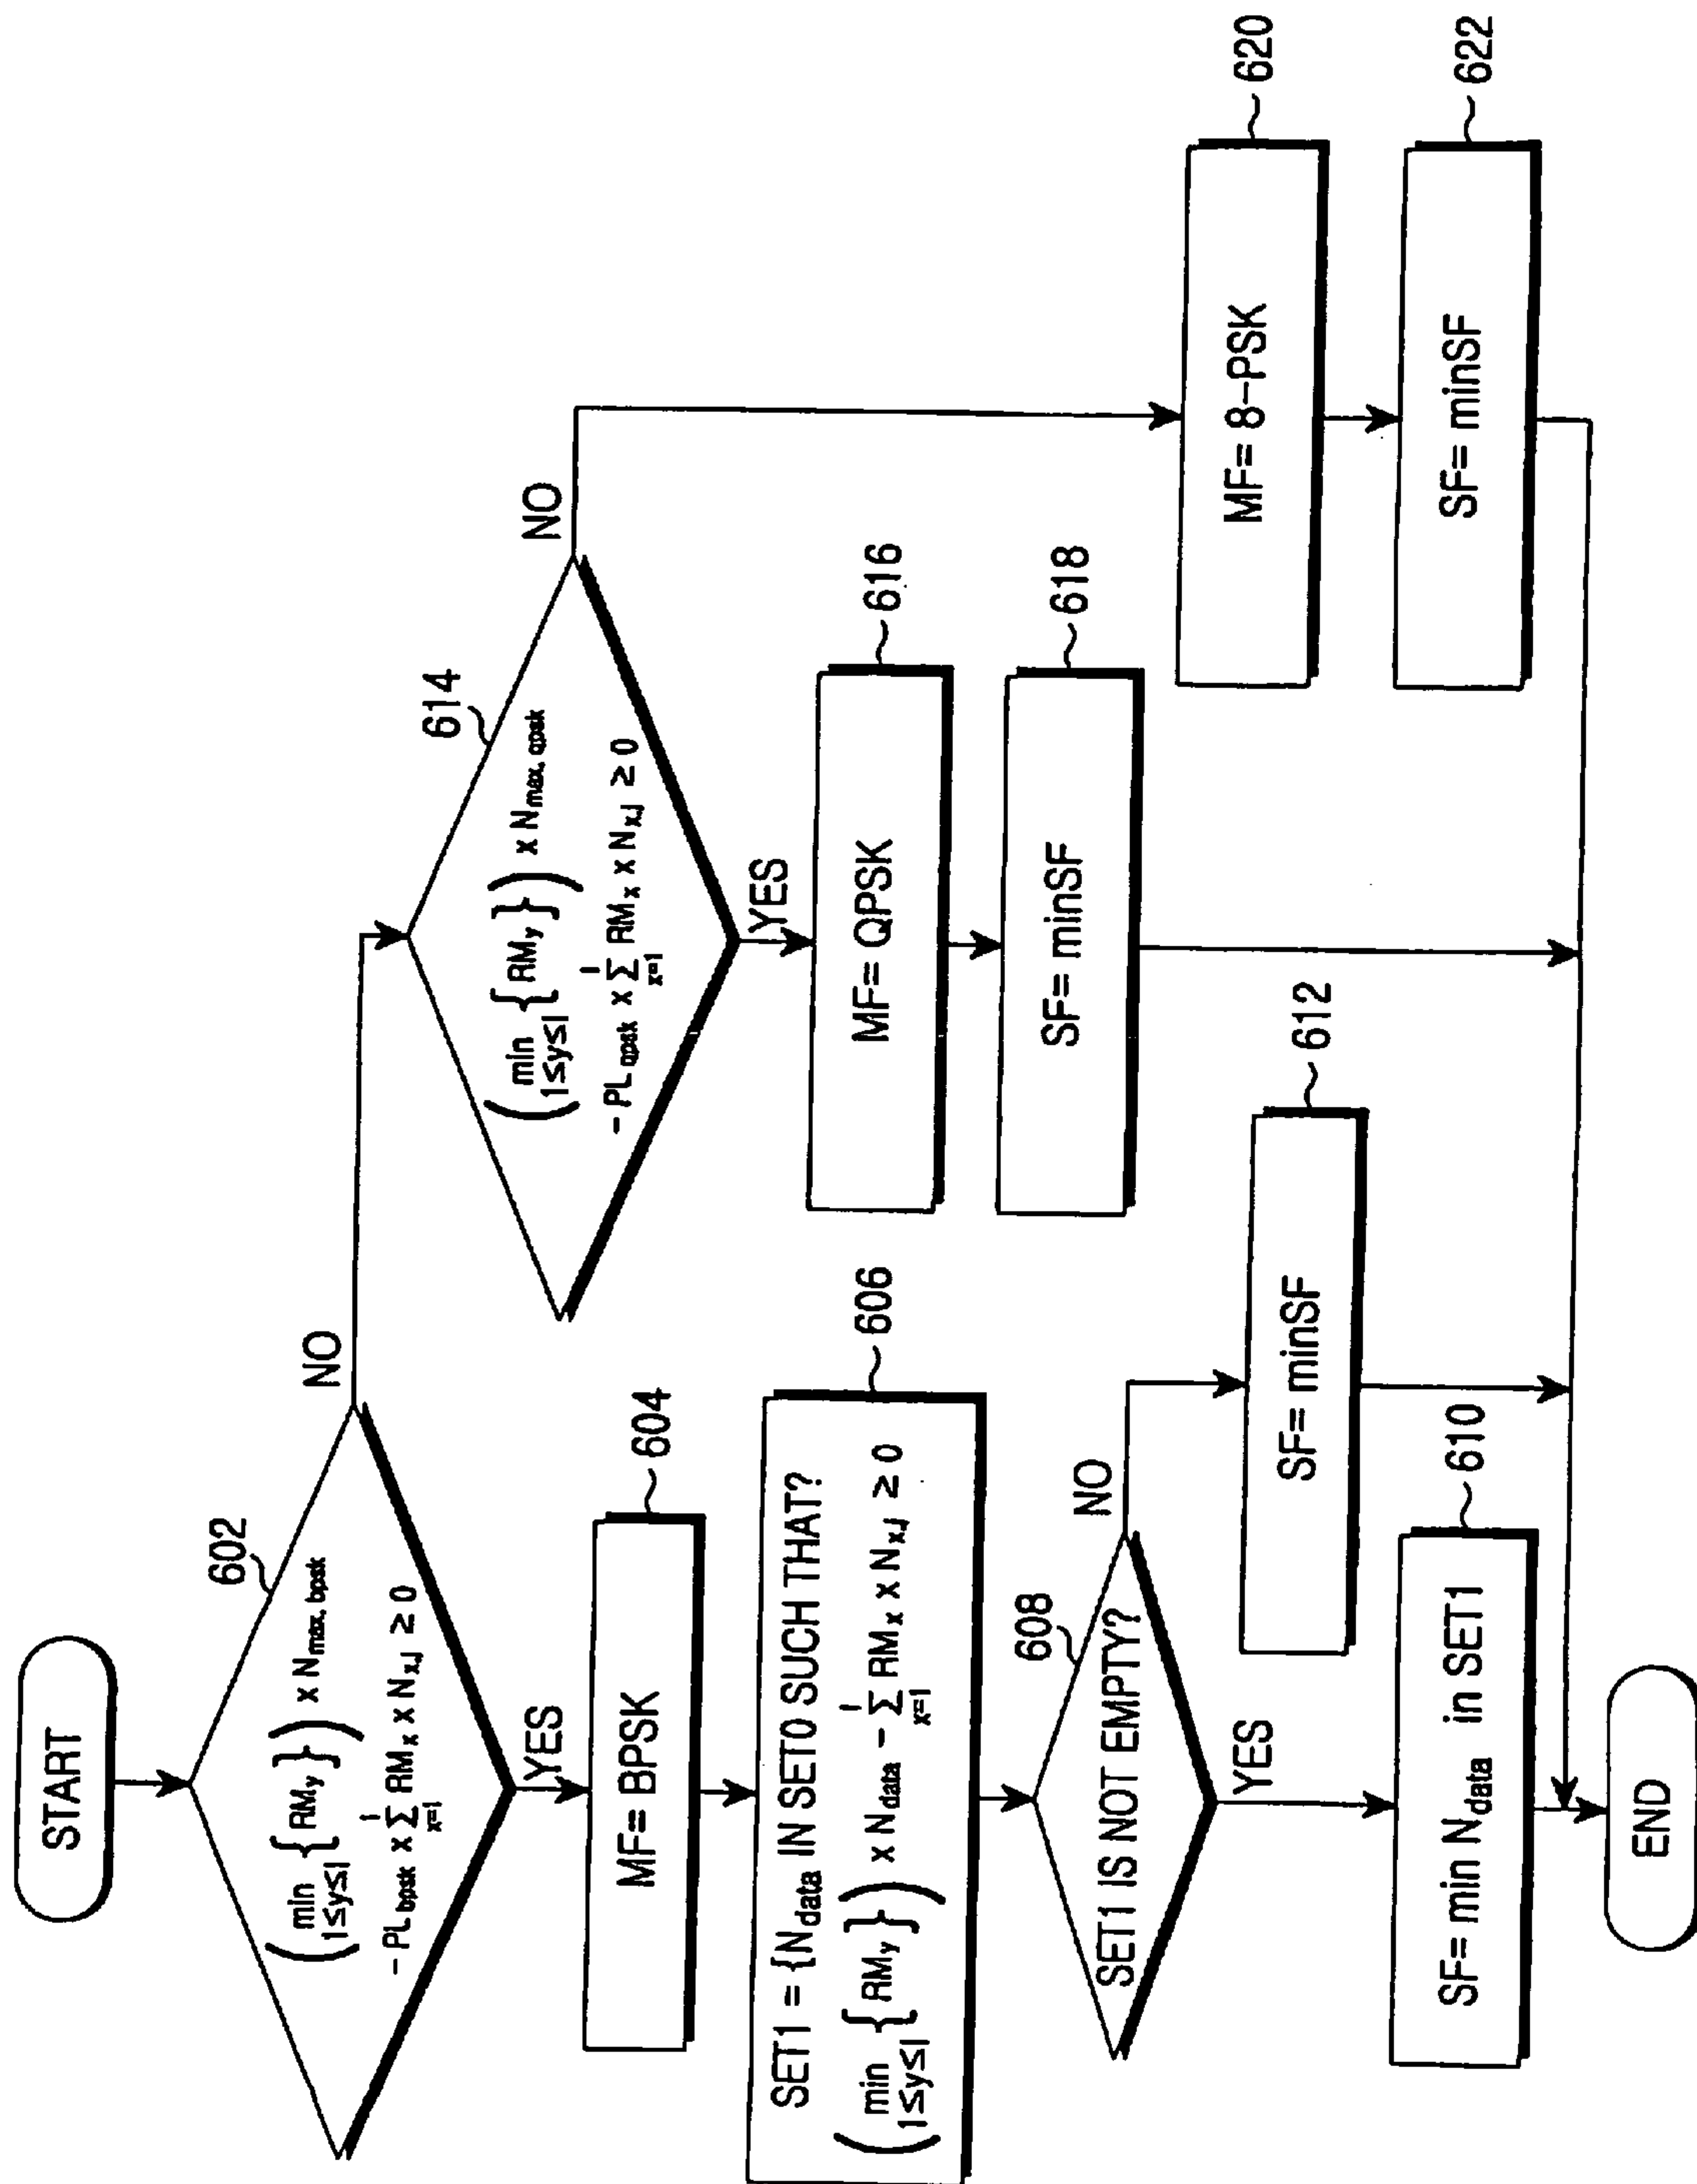 START
602
( min {RMy} ) x Nmax, bpsk
1≤y≤I
I
- PLbpsk x Σ RMx x Nx,j ≥ 0
x=1
NO
YES
MF= BPSK
604
SET1 = {Ndata IN SET0 SUCH THAT?
( min {RMy} ) x Ndata - Σ RMx x Nx,j ≥ 0
1≤y≤I
I
x=1
606
608
SET1 IS NOT EMPTY?
NO
YES
SF= minSF
612
SF= min Ndata in SET1
610
614
( min {RMy} ) x Nmax, qpsk
1≤y≤I
I
- PLqpsk x Σ RMx x Nx,j ≥ 0
x=1
NO
YES
MF= QPSK
616
SF= minSF
618
MF= 8-PSK
620
SF= minSF
622
END